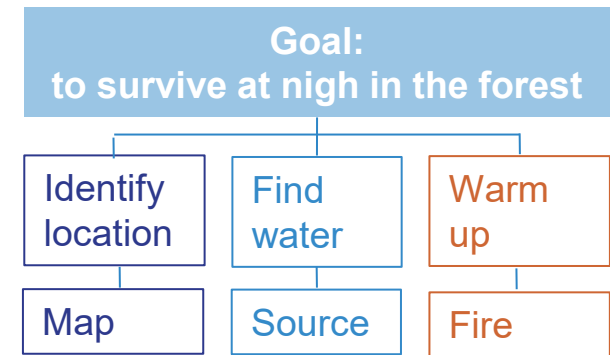 Goal:
to survive at nigh in the forest
Identify
location
Find
water
Warm
up
Map
Source
Fire